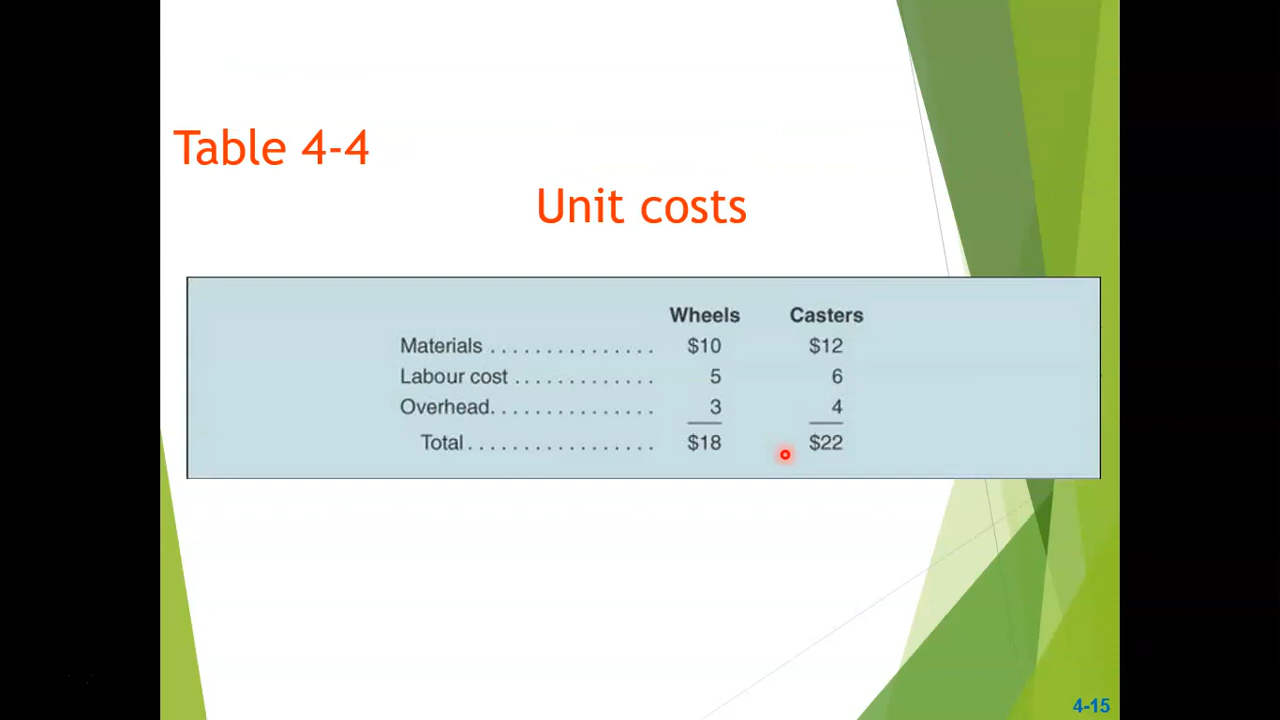 Table 4-4
Unit costs
Wheels Casters
Materials . . . . . . . . . . . . . . . $10 $12
Labour cost . . . . . . . . . . . . . 5 6
Overhead. . . . . . . . . . . . . . . 3 4
Total . . . . . . . . . . . . . . . . . $18 $22
4-15